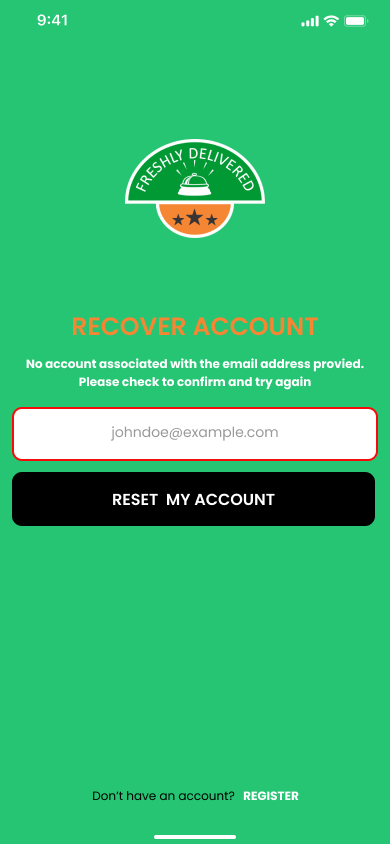 9:41
FRESHLY DELIVERED
RECOVER ACCOUNT
No account associated with the email address provied.
Please check to confirm and try again
johndoe@example.com
RESET MY ACCOUNT
Don't have an account? REGISTER